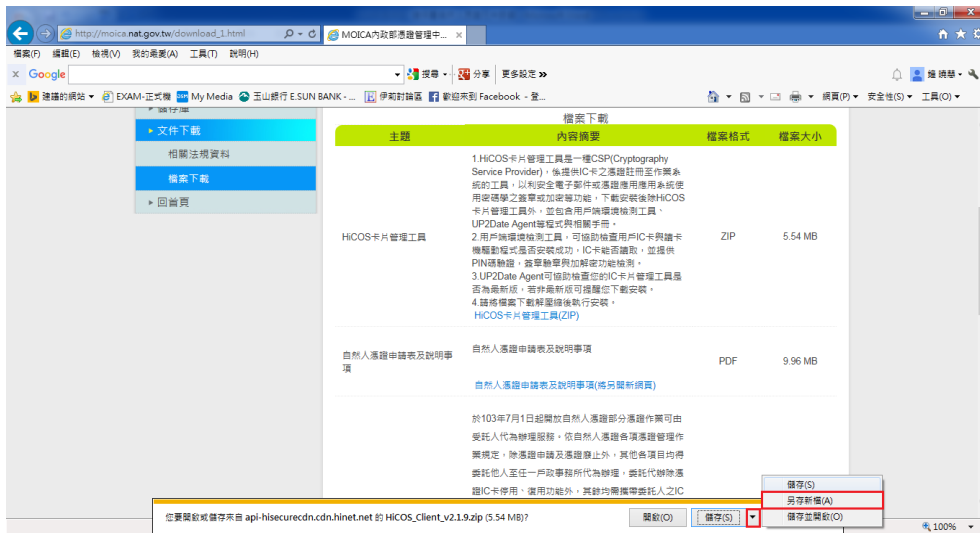 http://moica.nat.gov.tw/download_1.html
MOICA內政部憑證管理中...
檔案(F) 編輯(E) 檢視(V) 我的最愛(A) 工具(T) 說明(H)
x Google 搜尋 分享 更多設定 »
建議的網站 EXAM-正式機 My Media 玉山銀行 E.SUN BANK - ... 伊莉討論區 歡迎來到 Facebook - 登... 網頁(P) 安全性(S) 工具(O)
儲存庫
文件下載
相關法規資料
檔案下載
回首頁
檔案下載
主題 內容摘要 檔案格式 檔案大小
1.HiCOS卡片管理工具是一種CSP(Cryptography
Service Provider)，係提供IC卡之憑證註冊至作業系
統的工具，以利安全電子郵件或憑證應用應用系統使
用密碼學之簽章或加密等功能，下載安裝後除HiCOS
卡片管理工具外，並包含用戶端環境檢測工具、
UP2Date Agent等程式與相關手冊。
2.用戶端環境檢測工具，可協助檢查用戶IC卡與讀卡
機驅動程式是否安裝成功，IC卡能否讀取，並提供
PIN碼驗證，簽章驗章與加解密功能檢測。
3.UP2Date Agent可協助檢查您的IC卡片管理工具是
否為最新版，若非最新版可提醒您下載安裝。
4.請將檔案下載解壓縮後執行安裝。
HiCOS卡片管理工具(ZIP)
HiCOS卡片管理工具
ZIP
5.54 MB
自然人憑證申請表及說明事
項
自然人憑證申請表及說明事項
自然人憑證申請表及說明事項(將另開新網頁)
PDF
9.96 MB
於103年7月1日起開放自然人憑證部分憑證作業可由
受託人代為辦理服務。依自然人憑證各項憑證管理作
業規定，除憑證申請及憑證廢止外，其他各項目均得
委託他人至任一戶政事務所代為辦理，委託代辦除憑
證IC卡停用、復用功能外，其餘均需攜帶委託人之IC
儲存(S)
另存新檔(A)
儲存並開啟(O)
您要開啟或儲存來自 api-hisecurecdn.cdn.hinet.net 的 HiCOS_Client_v2.1.9.zip (5.54 MB)?
開啟(O) 儲存(S)
100%